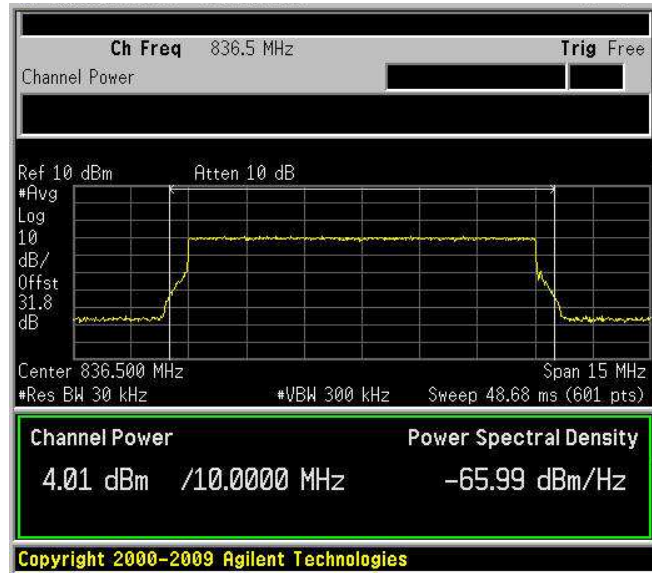 Ch Freq 836.5 MHz Trig Free
Channel Power
Ref 10 dBm Atten 10 dB
#Avg
Log
10
dB/
Offst
31.8
dB
Center 836.500 MHz Span 15 MHz
#Res BW 30 kHz #VBW 300 kHz Sweep 48.68 ms (601 pts)
Channel Power Power Spectral Density
4.01 dBm /10.0000 MHz -65.99 dBm/Hz
Copyright 2000-2009 Agilent Technologies